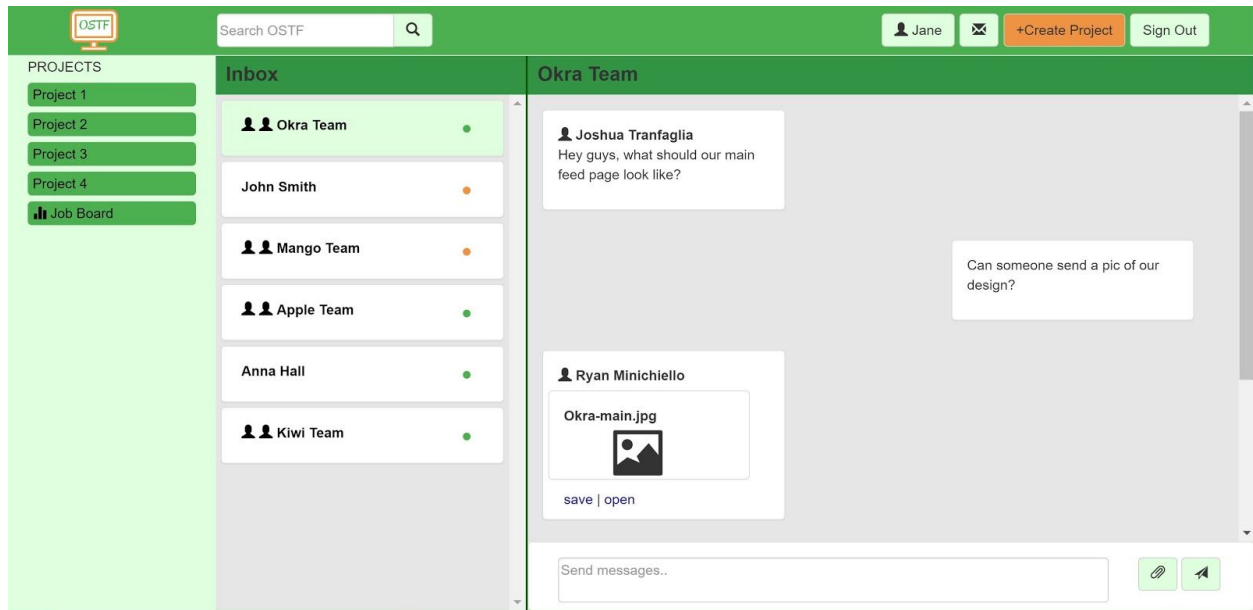 OSTF
Search OSTF
Jane
+Create Project
Sign Out
PROJECTS
Project 1
Project 2
Project 3
Project 4
Job Board
Inbox
Okra Team
John Smith
Mango Team
Apple Team
Anna Hall
Kiwi Team
Okra Team
Joshua Tranfaglia
Hey guys, what should our main
feed page look like?
Can someone send a pic of our
design?
Ryan Minichiello
Okra-main.jpg
save | open
Send messages..